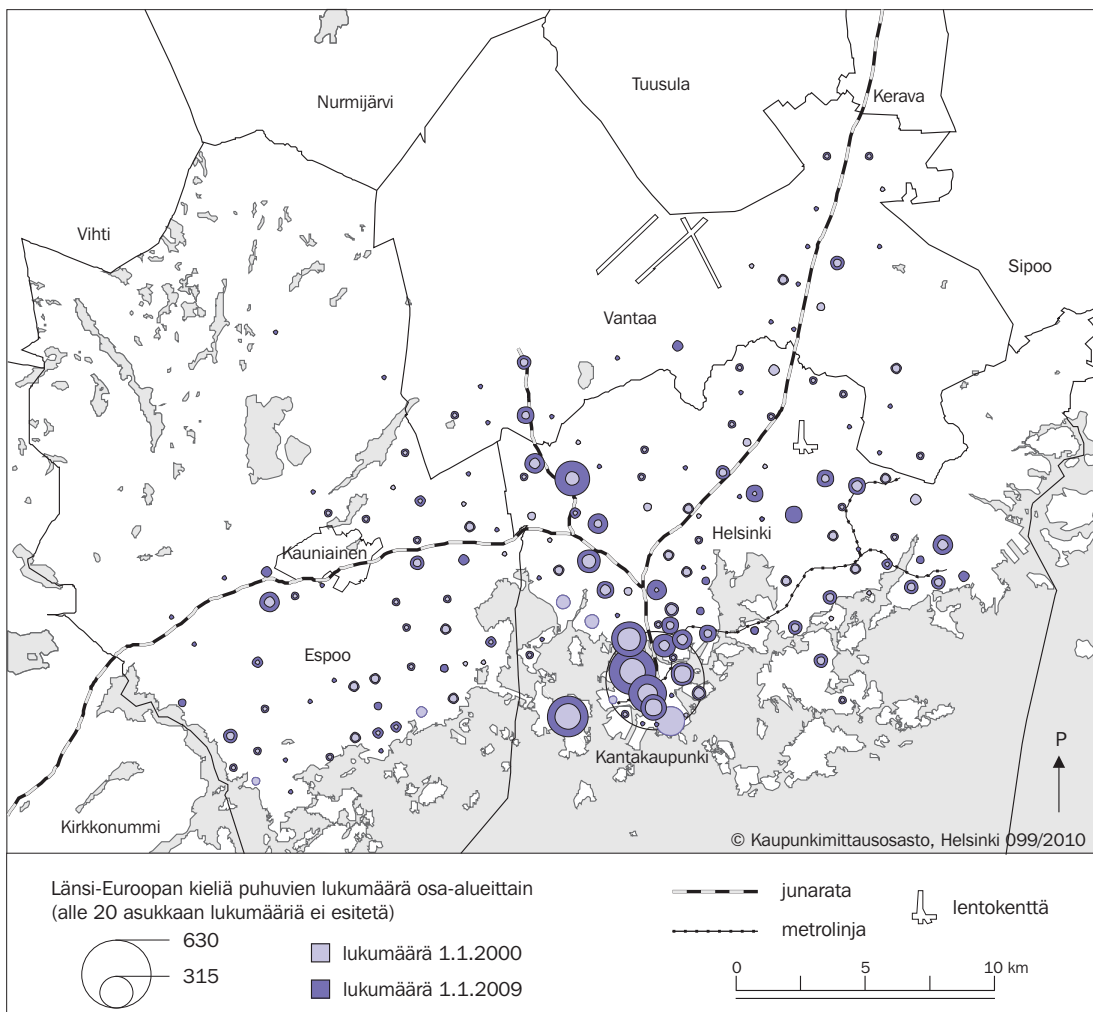 Tuusula
Kerava
Nurmijärvi
Vihti
Sipoo
Vantaa
Helsinki
Kauniainen
Espoo
Kantakaupunki
P
Kirkkonummi
© Kaupunkimittausosasto, Helsinki 099/2010
Länsi-Euroopan kieliä puhuvien lukumäärä osa-alueittain
(alle 20 asukkaan lukumääriä ei esitetä)
630
315
lukumäärä 1.1.2000
lukumäärä 1.1.2009
junarata
metrolinja
lentokenttä
0 5 10 km